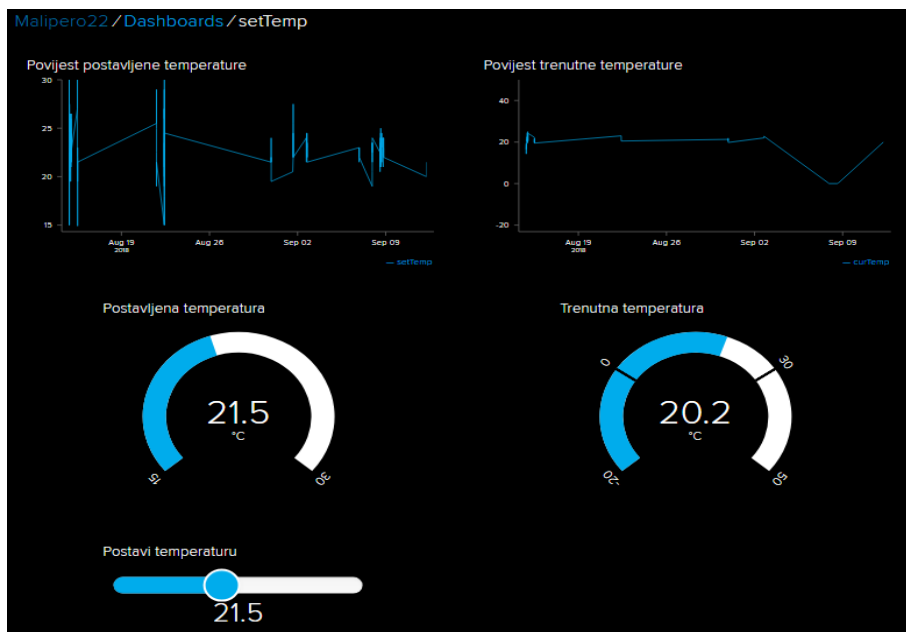 Malipero22/Dashboards/setTemp
Povijest postavljene temperature
30
25
20
15
Aug 19
2018
Aug 26
Sep 02
Sep 09
— setTemp
Povijest trenutne temperature
40
20
0
-20
Aug 19
2018
Aug 26
Sep 02
Sep 09
— curTemp
Postavljena temperatura
21.5
°C
15
30
Trenutna temperatura
0
30
20.2
°C
-20
50
Postavi temperaturu
21.5